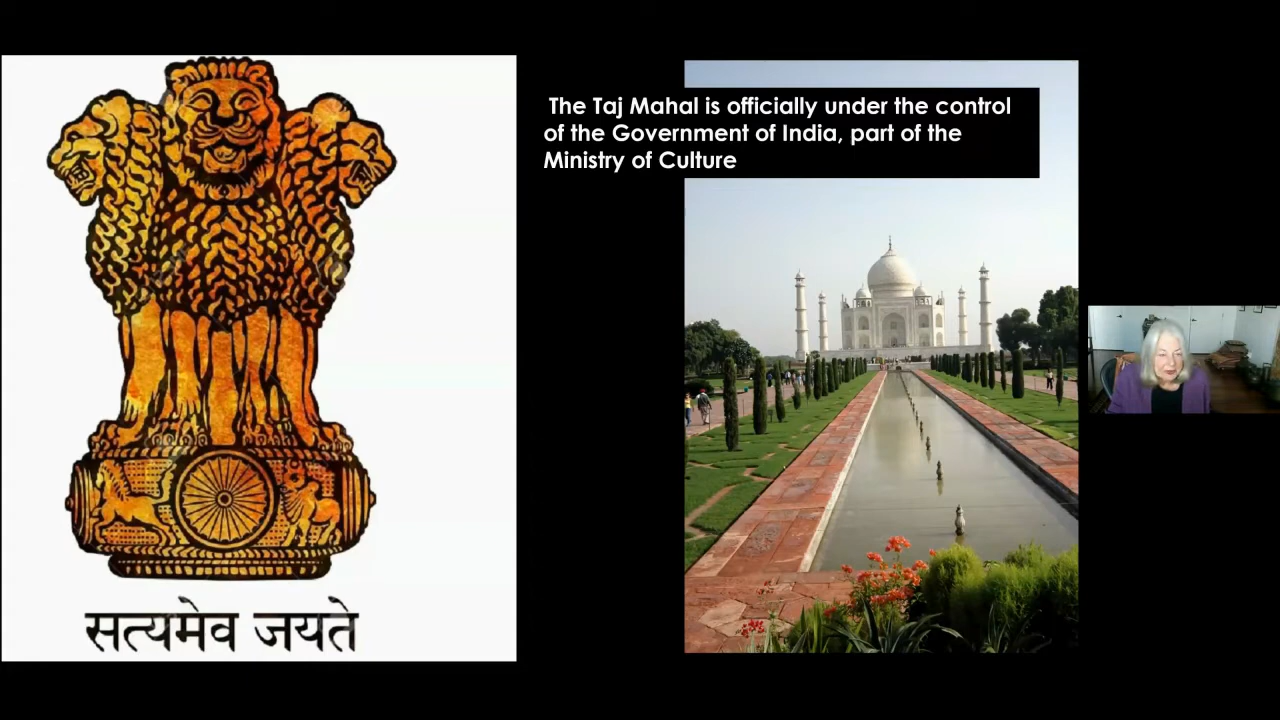 The Taj Mahal is officially under the control
of the Government of India, part of the
Ministry of Culture
सत्यमेव जयते